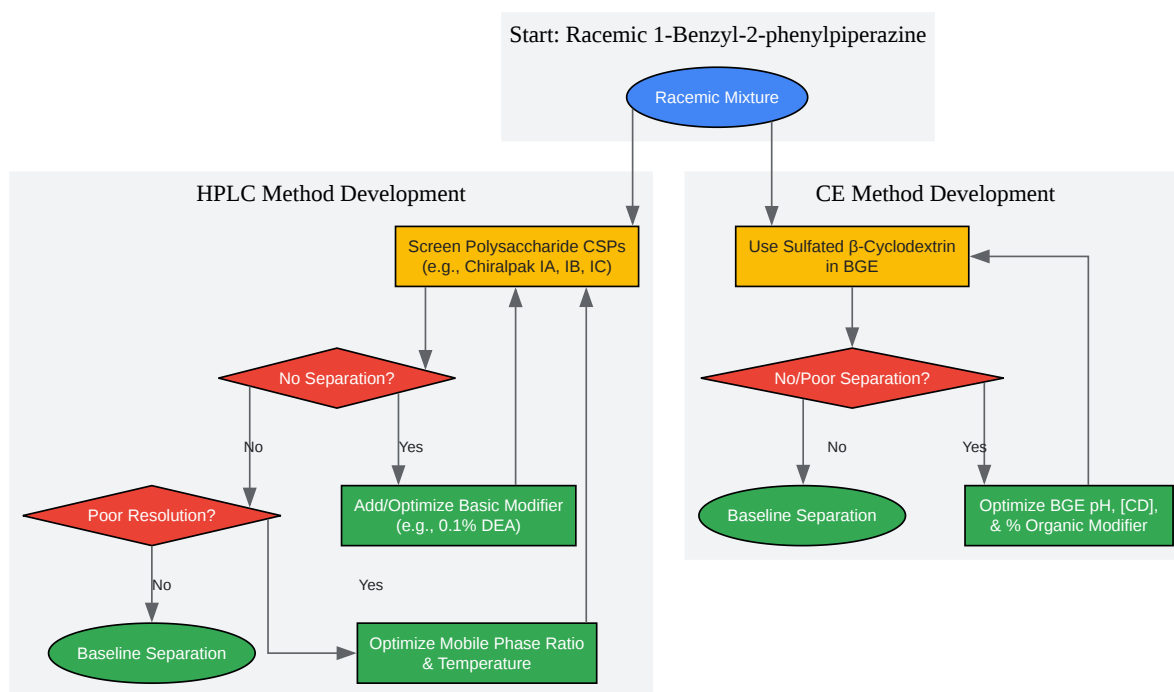 Start: Racemic 1-Benzyl-2-phenylpiperazine
Racemic Mixture
HPLC Method Development
Screen Polysaccharide CSPs
(e.g., Chiralpak IA, IB, IC)
No Separation?
No
Yes
Poor Resolution?
Add/Optimize Basic Modifier
(e.g., 0.1% DEA)
No
Yes
Baseline Separation
Optimize Mobile Phase Ratio
& Temperature
CE Method Development
Use Sulfated β-Cyclodextrin
in BGE
No/Poor Separation?
No
Yes
Baseline Separation
Optimize BGE pH, [CD],
& % Organic Modifier